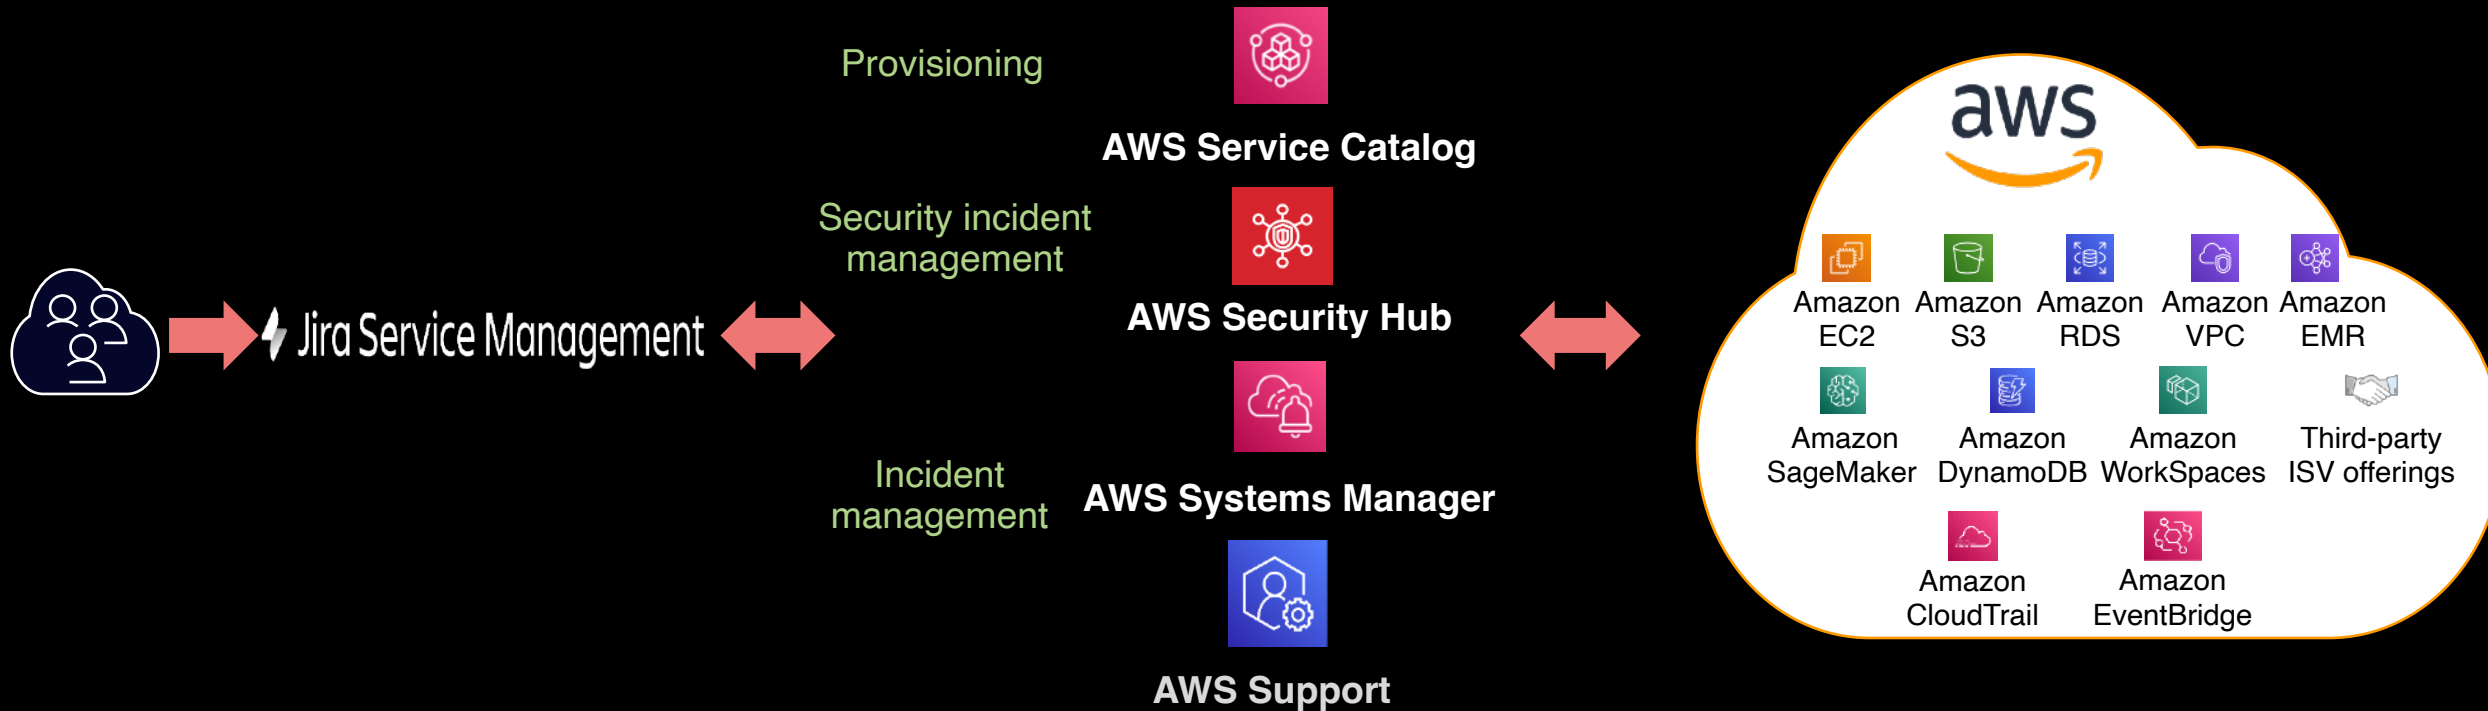 Provisioning
AWS Service Catalog
Security incident
management
AWS Security Hub
Jira Service Management
Incident
management
AWS Systems Manager
AWS Support
aws
Amazon
EC2
Amazon
S3
Amazon
RDS
Amazon
VPC
Amazon
EMR
Amazon
SageMaker
Amazon
DynamoDB
Amazon
WorkSpaces
Third-party
ISV offerings
Amazon
CloudTrail
Amazon
EventBridge